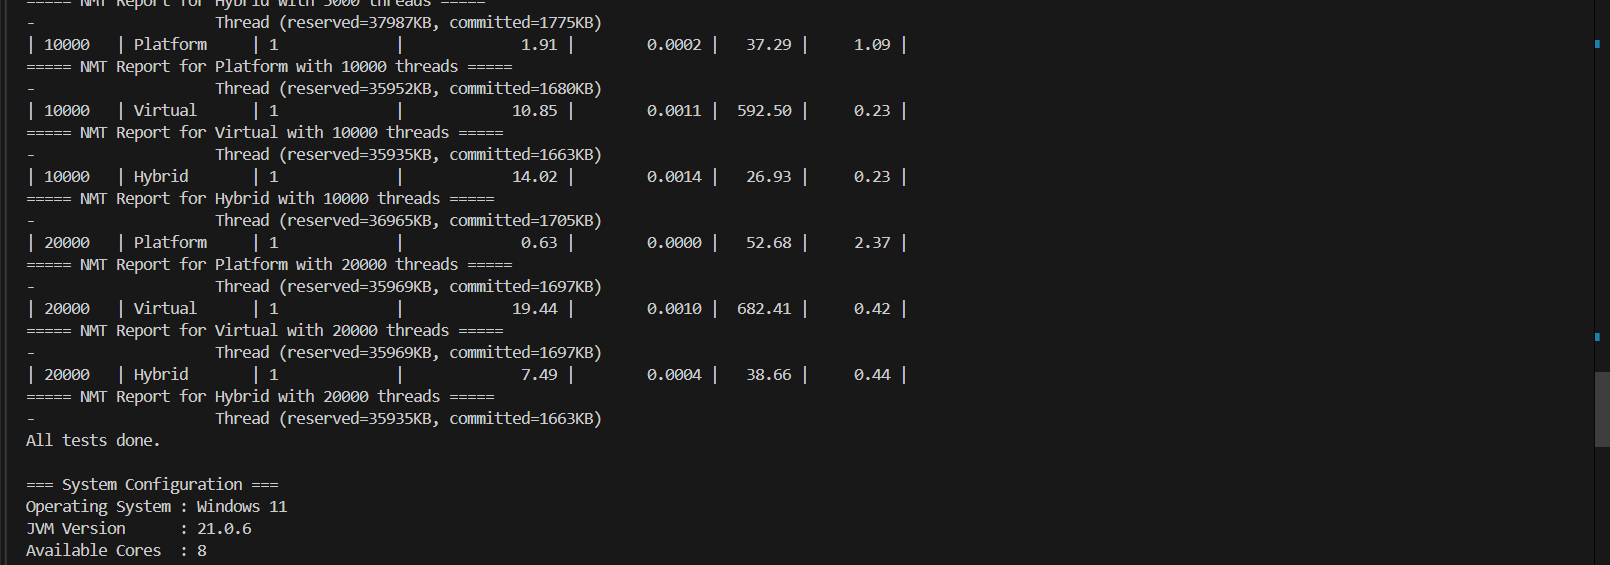 ===== NMT Report for Hybrid with 5000 threads =====
-                    Thread (reserved=37987KB, committed=1775KB)
| 10000   | Platform     | 1             |             1.91 |        0.0002 |   37.29 |     1.09 |
===== NMT Report for Platform with 10000 threads =====
-                    Thread (reserved=35952KB, committed=1680KB)
| 10000   | Virtual      | 1             |            10.85 |        0.0011 |  592.50 |     0.23 |
===== NMT Report for Virtual with 10000 threads =====
-                    Thread (reserved=35935KB, committed=1663KB)
| 10000   | Hybrid       | 1             |            14.02 |        0.0014 |   26.93 |     0.23 |
===== NMT Report for Hybrid with 10000 threads =====
-                    Thread (reserved=36965KB, committed=1705KB)
| 20000   | Platform     | 1             |             0.63 |        0.0000 |   52.68 |     2.37 |
===== NMT Report for Platform with 20000 threads =====
-                    Thread (reserved=35969KB, committed=1697KB)
| 20000   | Virtual      | 1             |            19.44 |        0.0010 |  682.41 |     0.42 |
===== NMT Report for Virtual with 20000 threads =====
-                    Thread (reserved=35969KB, committed=1697KB)
| 20000   | Hybrid       | 1             |             7.49 |        0.0004 |   38.66 |     0.44 |
===== NMT Report for Hybrid with 20000 threads =====
-                    Thread (reserved=35935KB, committed=1663KB)
All tests done.
=== System Configuration ===
Operating System : Windows 11
JVM Version      : 21.0.6
Available Cores  : 8